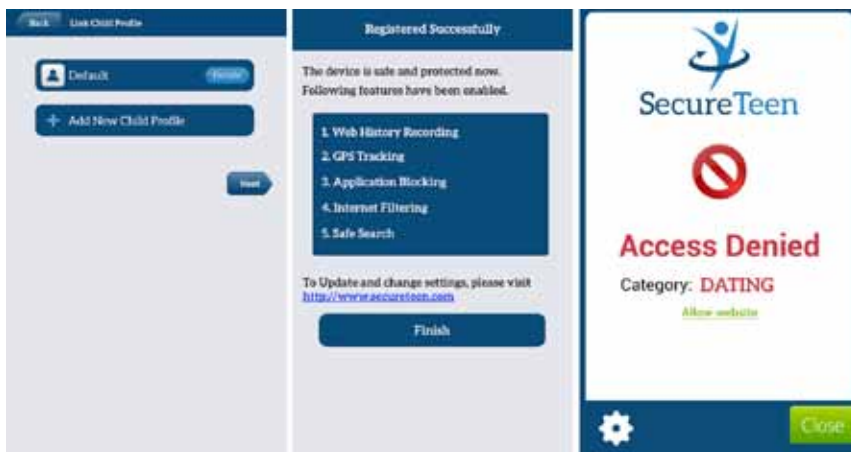 Back
Link Child Profile
Default
+ Add New Child Profile
Next
Registered Successfully
The device is safe and protected now.
Following features have been enabled.
1. Web History Recording
2. GPS Tracking
3. Application Blocking
4. Internet Filtering
5. Safe Search
To Update and change settings, please visit
http://www.secureteen.com
Finish
SecureTeen
Access Denied
Category: DATING
Allow website
Close